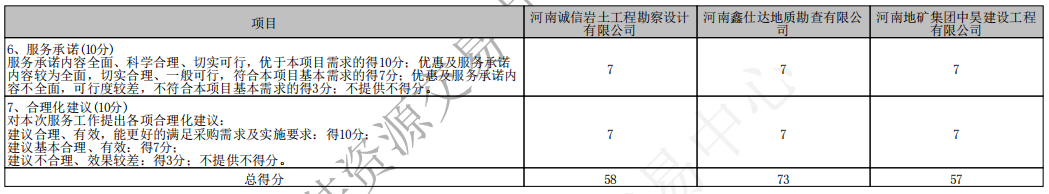 项目
河南诚信岩土工程勘察设计
有限公司
河南鑫仕达地质勘查有限公
司
河南地矿集团中昊建设工程
有限公司
6、服务承诺(10分)
服务承诺内容全面、科学合理、切实可行，优于本项目需求的得10分；优惠及服务承诺
内容较为全面，切实合理、一般可行，符合本项目基本需求的得7分；优惠及服务承诺内
容不全面，可行度较差，不符合本项目基本需求的得3分；不提供不得分。
7
7
7
7、合理化建议(10分)
对本次服务工作提出各项合理化建议：
建议合理、有效，能更好的满足采购需求及实施要求：得10分；
建议基本合理、有效：得7分；
建议不合理、效果较差：得3分；不提供不得分。
7
7
7
总得分
58
73
57
资源交易中
易中心